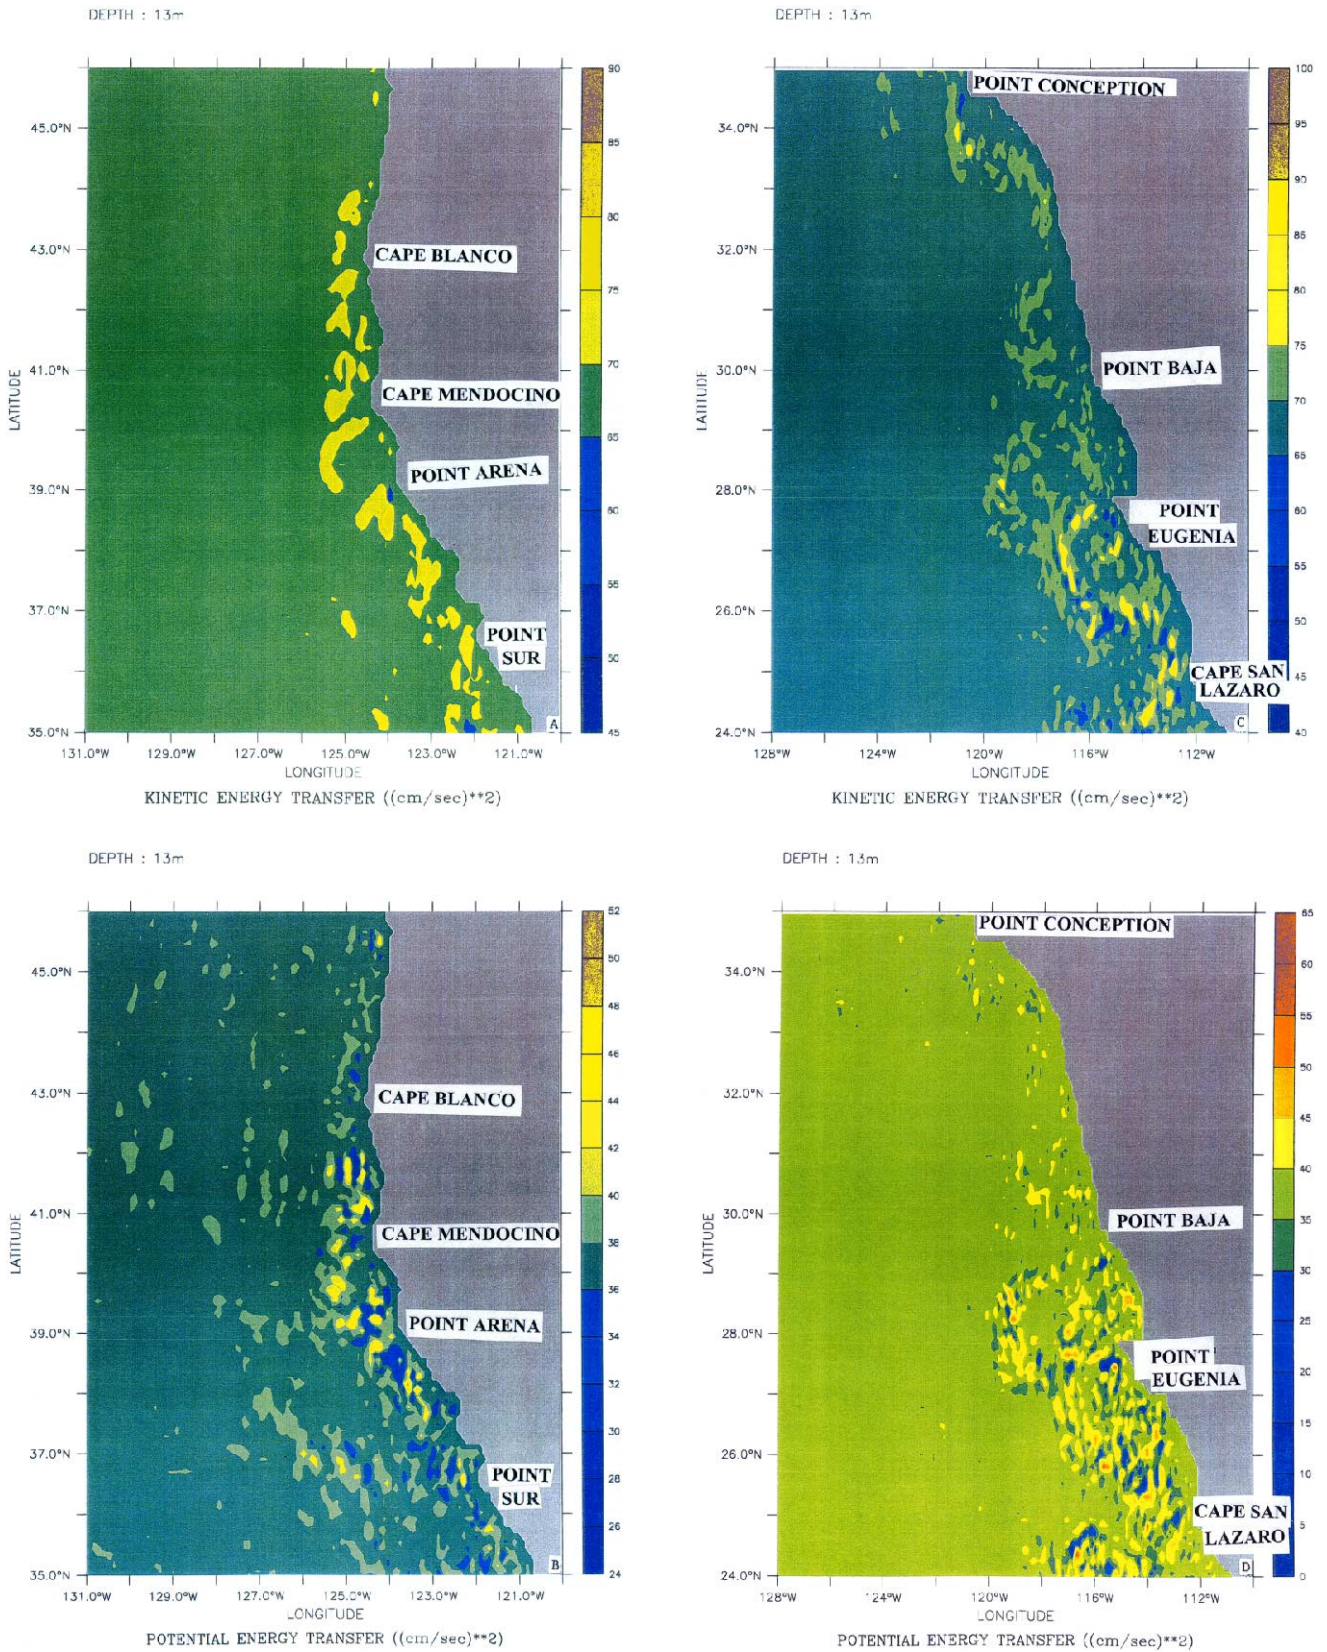 DEPTH : 13m
90
85
80
75
70
65
60
55
50
45
45.0°N
43.0°N
41.0°N
39.0°N
37.0°N
35.0°N
LATITUDE
CAPE BLANCO
CAPE MENDOCINO
POINT ARENA
POINT
SUR
A
131.0°W 129.0°W 127.0°W 125.0°W 123.0°W 121.0°W
LONGITUDE
KINETIC ENERGY TRANSFER ((cm/sec)**2)
DEPTH : 13m
100
95
90
85
80
75
70
65
60
55
50
45
40
34.0°N
32.0°N
30.0°N
28.0°N
26.0°N
24.0°N
LATITUDE
POINT CONCEPTION
POINT BAJA
POINT
EUGENIA
CAPE SAN
LAZARO
C
128°W 124°W 120°W 116°W 112°W
LONGITUDE
KINETIC ENERGY TRANSFER ((cm/sec)**2)
DEPTH : 13m
52
50
48
46
44
42
40
38
36
34
32
30
28
26
24
45.0°N
43.0°N
41.0°N
39.0°N
37.0°N
35.0°N
LATITUDE
CAPE BLANCO
CAPE MENDOCINO
POINT ARENA
POINT
SUR
B
131.0°W 129.0°W 127.0°W 125.0°W 123.0°W 121.0°W
LONGITUDE
POTENTIAL ENERGY TRANSFER ((cm/sec)**2)
DEPTH : 13m
65
60
55
50
45
40
35
30
25
20
15
10
5
0
34.0°N
32.0°N
30.0°N
28.0°N
26.0°N
24.0°N
LATITUDE
POINT CONCEPTION
POINT BAJA
POINT
EUGENIA
CAPE SAN
LAZARO
D
128°W 124°W 120°W 116°W 112°W
LONGITUDE
POTENTIAL ENERGY TRANSFER ((cm/sec)**2)